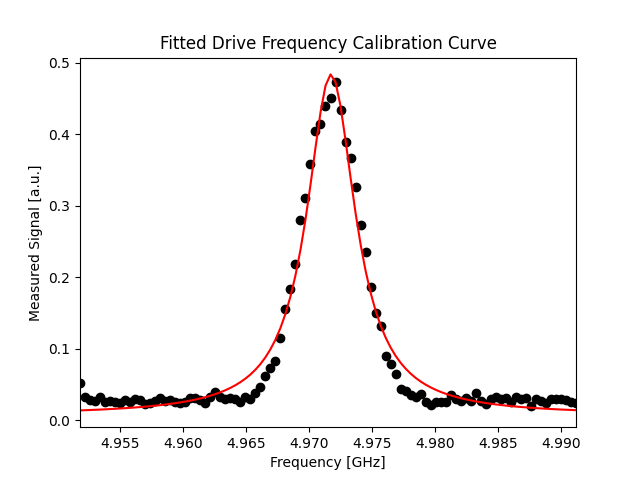 Fitted Drive Frequency Calibration Curve
0.5
0.4
0.3
0.2
0.1
0.0
Measured Signal [a.u.]
4.955 4.960 4.965 4.970 4.975 4.980 4.985 4.990
Frequency [GHz]